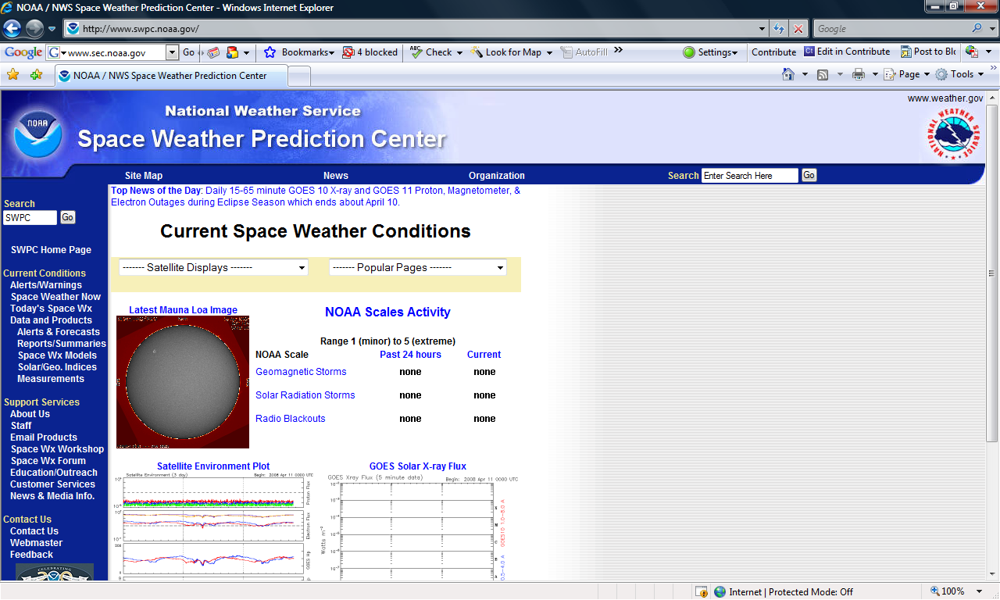 NOAA / NWS Space Weather Prediction Center - Windows Internet Explorer
http://www.swpc.noaa.gov/
Google
Google
www.sec.noaa.gov
Go
Bookmarks
4 blocked
Check
Look for Map
AutoFill
Settings
Contribute
Edit in Contribute
Post to Blo
NOAA / NWS Space Weather Prediction Center
Page
Tools
www.weather.gov
NOAA
National Weather Service
Space Weather Prediction Center
NATIONAL WEATHER SERVICE
Site Map
News
Organization
Search
Enter Search Here
Go
Search
SWPC
Go
SWPC Home Page
Current Conditions
Alerts/Warnings
Space Weather Now
Today's Space Wx
Data and Products
Alerts & Forecasts
Reports/Summaries
Space Wx Models
Solar/Geo. Indices
Measurements
Support Services
About Us
Staff
Email Products
Space Wx Workshop
Space Wx Forum
Education/Outreach
Customer Services
News & Media Info.
Contact Us
Contact Us
Webmaster
Feedback
CELEBRATING
Top News of the Day: Daily 15-65 minute GOES 10 X-ray and GOES 11 Proton, Magnetometer, &
Electron Outages during Eclipse Season which ends about April 10.
Current Space Weather Conditions
------- Satellite Displays -------
------- Popular Pages -------
Latest Mauna Loa Image
NOAA Scales Activity
Range 1 (minor) to 5 (extreme)
NOAA Scale Past 24 hours Current
Geomagnetic Storms none none
Solar Radiation Storms none none
Radio Blackouts none none
Satellite Environment Plot
Satellite Environment (3 day) Begin: 2008 Apr 11 0000 UTC
Proton Flux
Electron Flux
GOES Hp
GOES Solar X-ray Flux
GOES Xray Flux (5 minute data) Begin: 2008 Apr 11 0000 UTC
Watts m-2
GOES10 1.0-8.0 A
0.5-4.0 A
Internet | Protected Mode: Off
100%